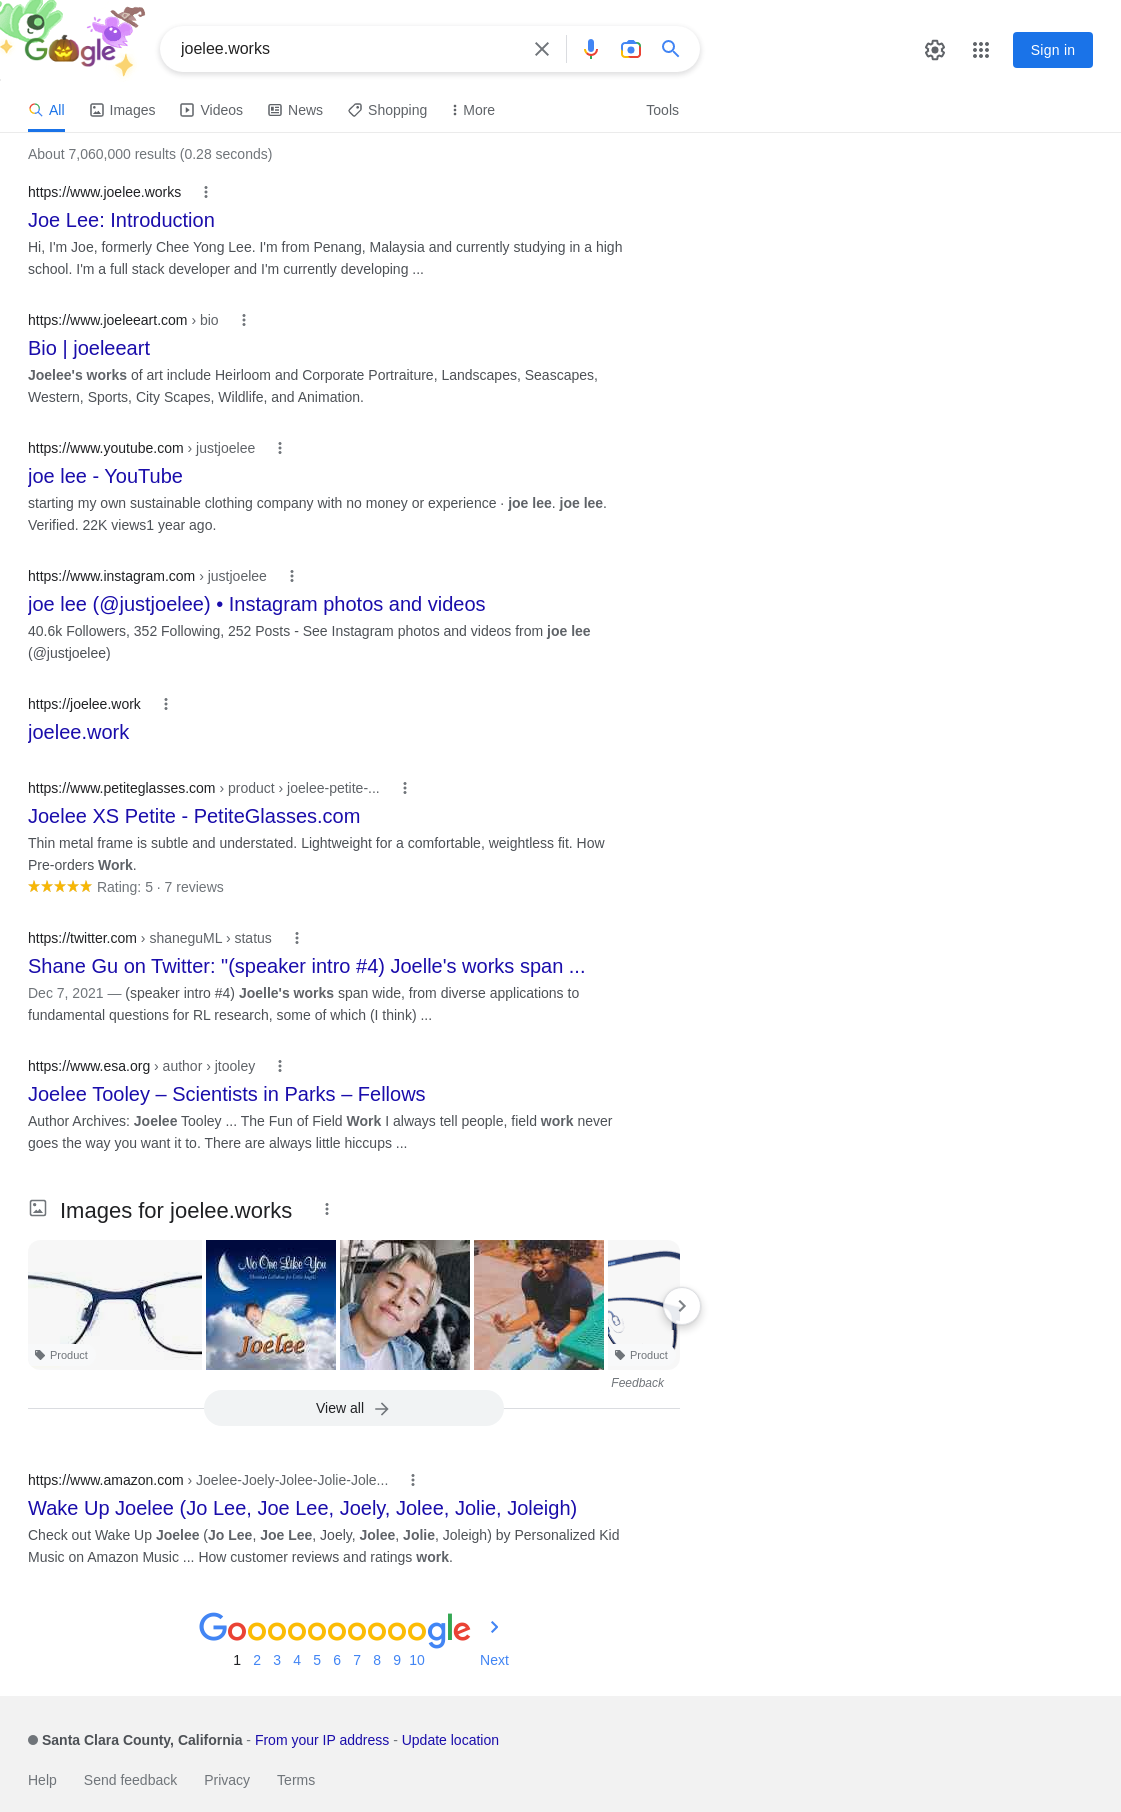 Google
joelee.works
Sign in
All
Images
Videos
News
Shopping
More
Tools
About 7,060,000 results (0.28 seconds)
https://www.joelee.works
Joe Lee: Introduction
Hi, I'm Joe, formerly Chee Yong Lee. I'm from Penang, Malaysia and currently studying in a high
school. I'm a full stack developer and I'm currently developing ...
https://www.joeleeart.com › bio
Bio | joeleeart
Joelee's works of art include Heirloom and Corporate Portraiture, Landscapes, Seascapes,
Western, Sports, City Scapes, Wildlife, and Animation.
https://www.youtube.com › justjoelee
joe lee - YouTube
starting my own sustainable clothing company with no money or experience · joe lee. joe lee.
Verified. 22K views1 year ago.
https://www.instagram.com › justjoelee
joe lee (@justjoelee) • Instagram photos and videos
40.6k Followers, 352 Following, 252 Posts - See Instagram photos and videos from joe lee
(@justjoelee)
https://joelee.work
joelee.work
https://www.petiteglasses.com › product › joelee-petite-...
Joelee XS Petite - PetiteGlasses.com
Thin metal frame is subtle and understated. Lightweight for a comfortable, weightless fit. How
Pre-orders Work.
Rating: 5 · 7 reviews
https://twitter.com › shaneguML › status
Shane Gu on Twitter: "(speaker intro #4) Joelle's works span ...
Dec 7, 2021 — (speaker intro #4) Joelle's works span wide, from diverse applications to
fundamental questions for RL research, some of which (I think) ...
https://www.esa.org › author › jtooley
Joelee Tooley – Scientists in Parks – Fellows
Author Archives: Joelee Tooley ... The Fun of Field Work I always tell people, field work never
goes the way you want it to. There are always little hiccups ...
Images for joelee.works
No One Like You
Joelee
Product
Product
Feedback
View all
https://www.amazon.com › Joelee-Joely-Jolee-Jolie-Jole...
Wake Up Joelee (Jo Lee, Joe Lee, Joely, Jolee, Jolie, Joleigh)
Check out Wake Up Joelee (Jo Lee, Joe Lee, Joely, Jolee, Jolie, Joleigh) by Personalized Kid
Music on Amazon Music ... How customer reviews and ratings work.
Goooooooooogle
1 2 3 4 5 6 7 8 9 10 Next
Santa Clara County, California - From your IP address - Update location
Help Send feedback Privacy Terms